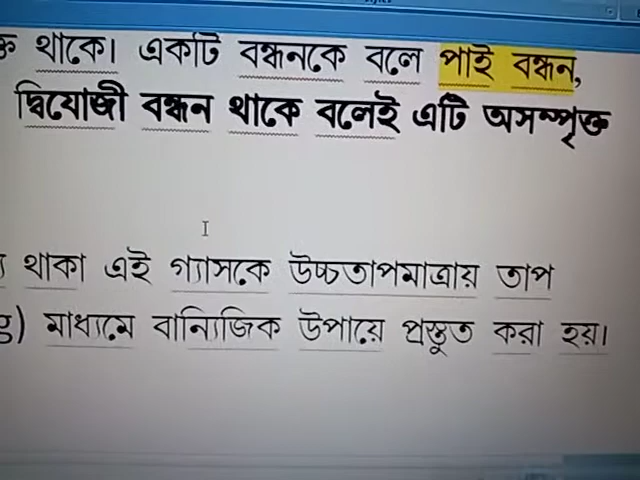 থাকে। একটি বন্ধনকে বলে পাই বন্ধন,
দ্বিযোজী বন্ধন থাকে বলেই এটি অসম্পৃক্ত
থাকা এই গ্যাসকে উচ্চতাপমাত্রায় তাপ
g) মাধ্যমে বান্যিজিক উপায়ে প্রস্তুত করা হয়।